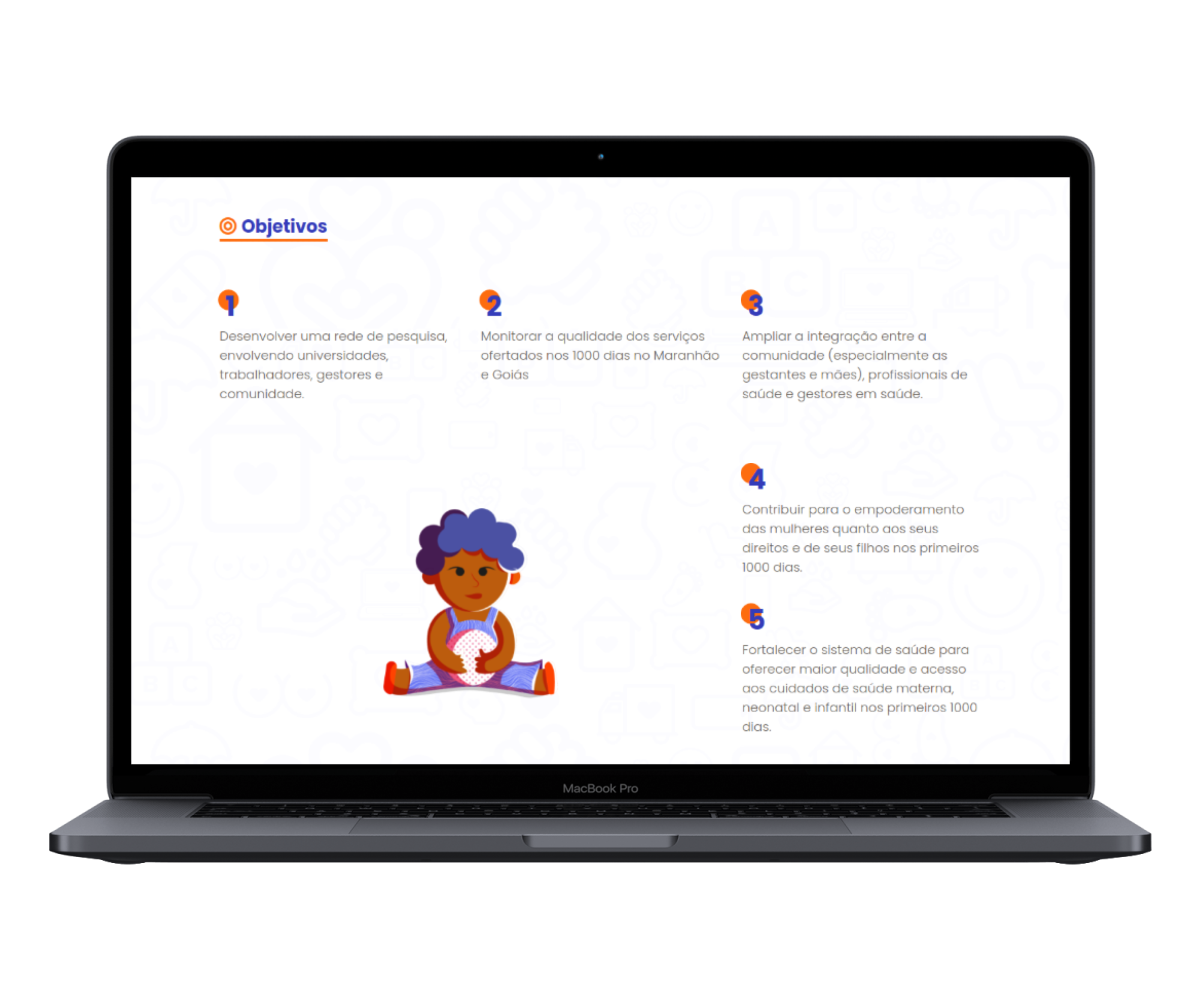 Objetivos
1
Desenvolver uma rede de pesquisa,
envolvendo universidades,
trabalhadores, gestores e
comunidade.
2
Monitorar a qualidade dos serviços
ofertados nos 1000 dias no Maranhão
e Goiás
3
Ampliar a integração entre a
comunidade (especialmente as
gestantes e mães), profissionais de
saúde e gestores em saúde.
4
Contribuir para o empoderamento
das mulheres quanto aos seus
direitos e de seus filhos nos primeiros
1000 dias.
5
Fortalecer o sistema de saúde para
oferecer maior qualidade e acesso
aos cuidados de saúde materna,
neonatal e infantil nos primeiros 1000
dias.
MacBook Pro